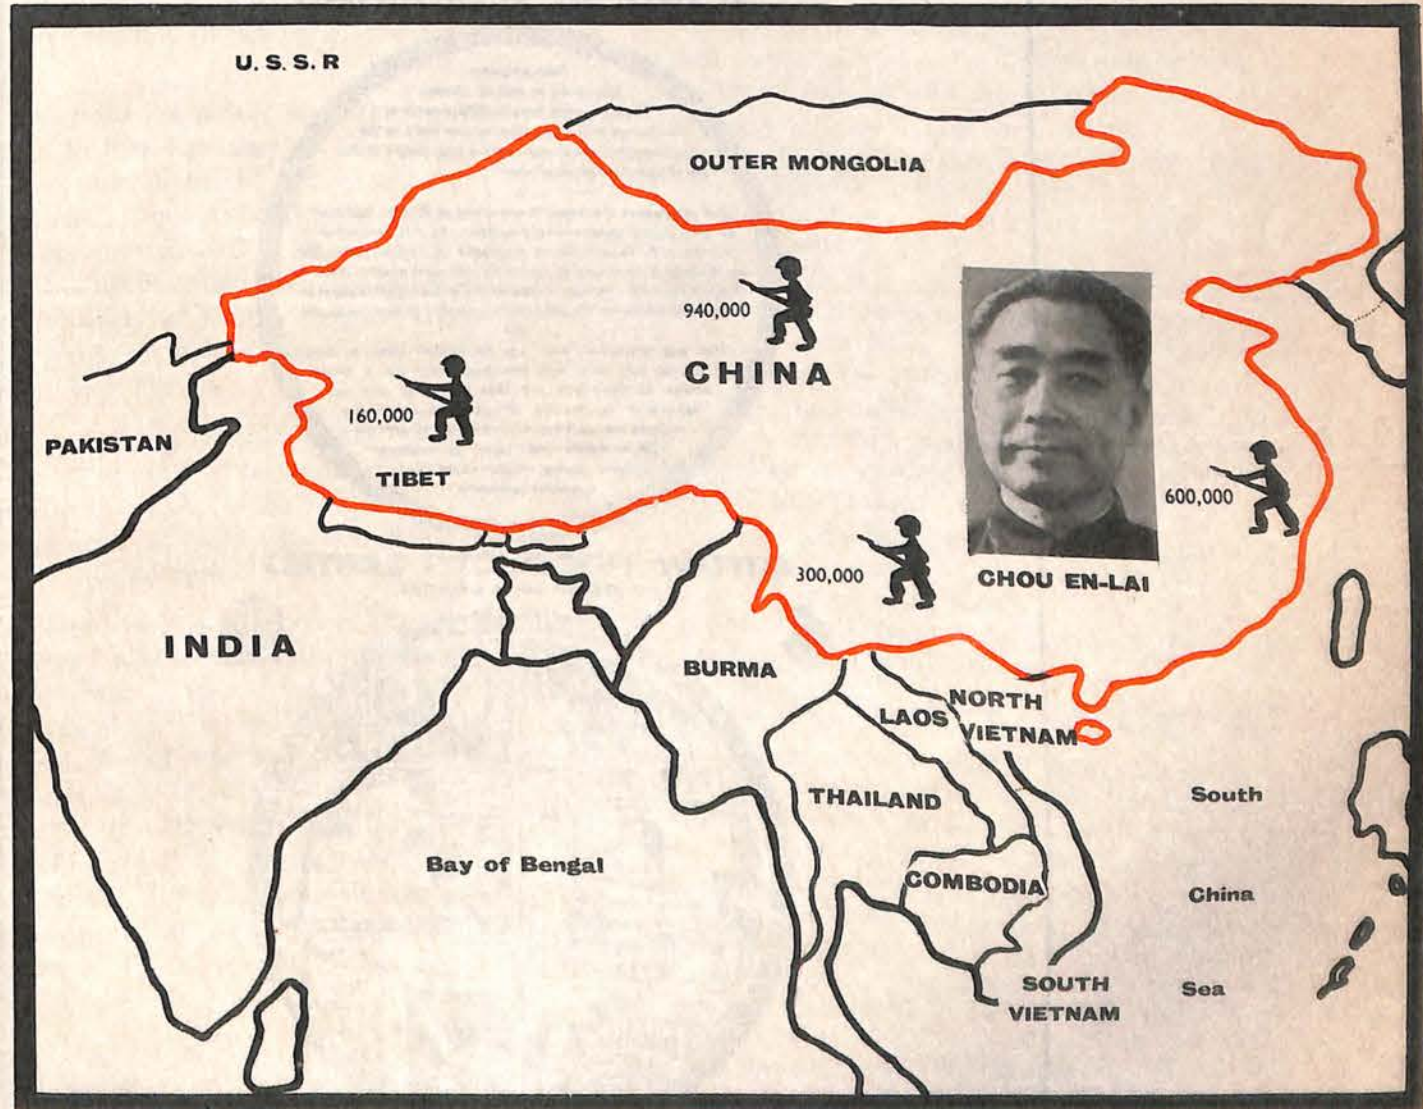 U. S. S. R
OUTER MONGOLIA
940,000
CHINA
160,000
PAKISTAN
TIBET
600,000
300,000
CHOU EN-LAI
INDIA
BURMA
NORTH
LAOS
VIETNAM
THAILAND
South
Bay of Bengal
COMBODIA
China
SOUTH
Sea
VIETNAM